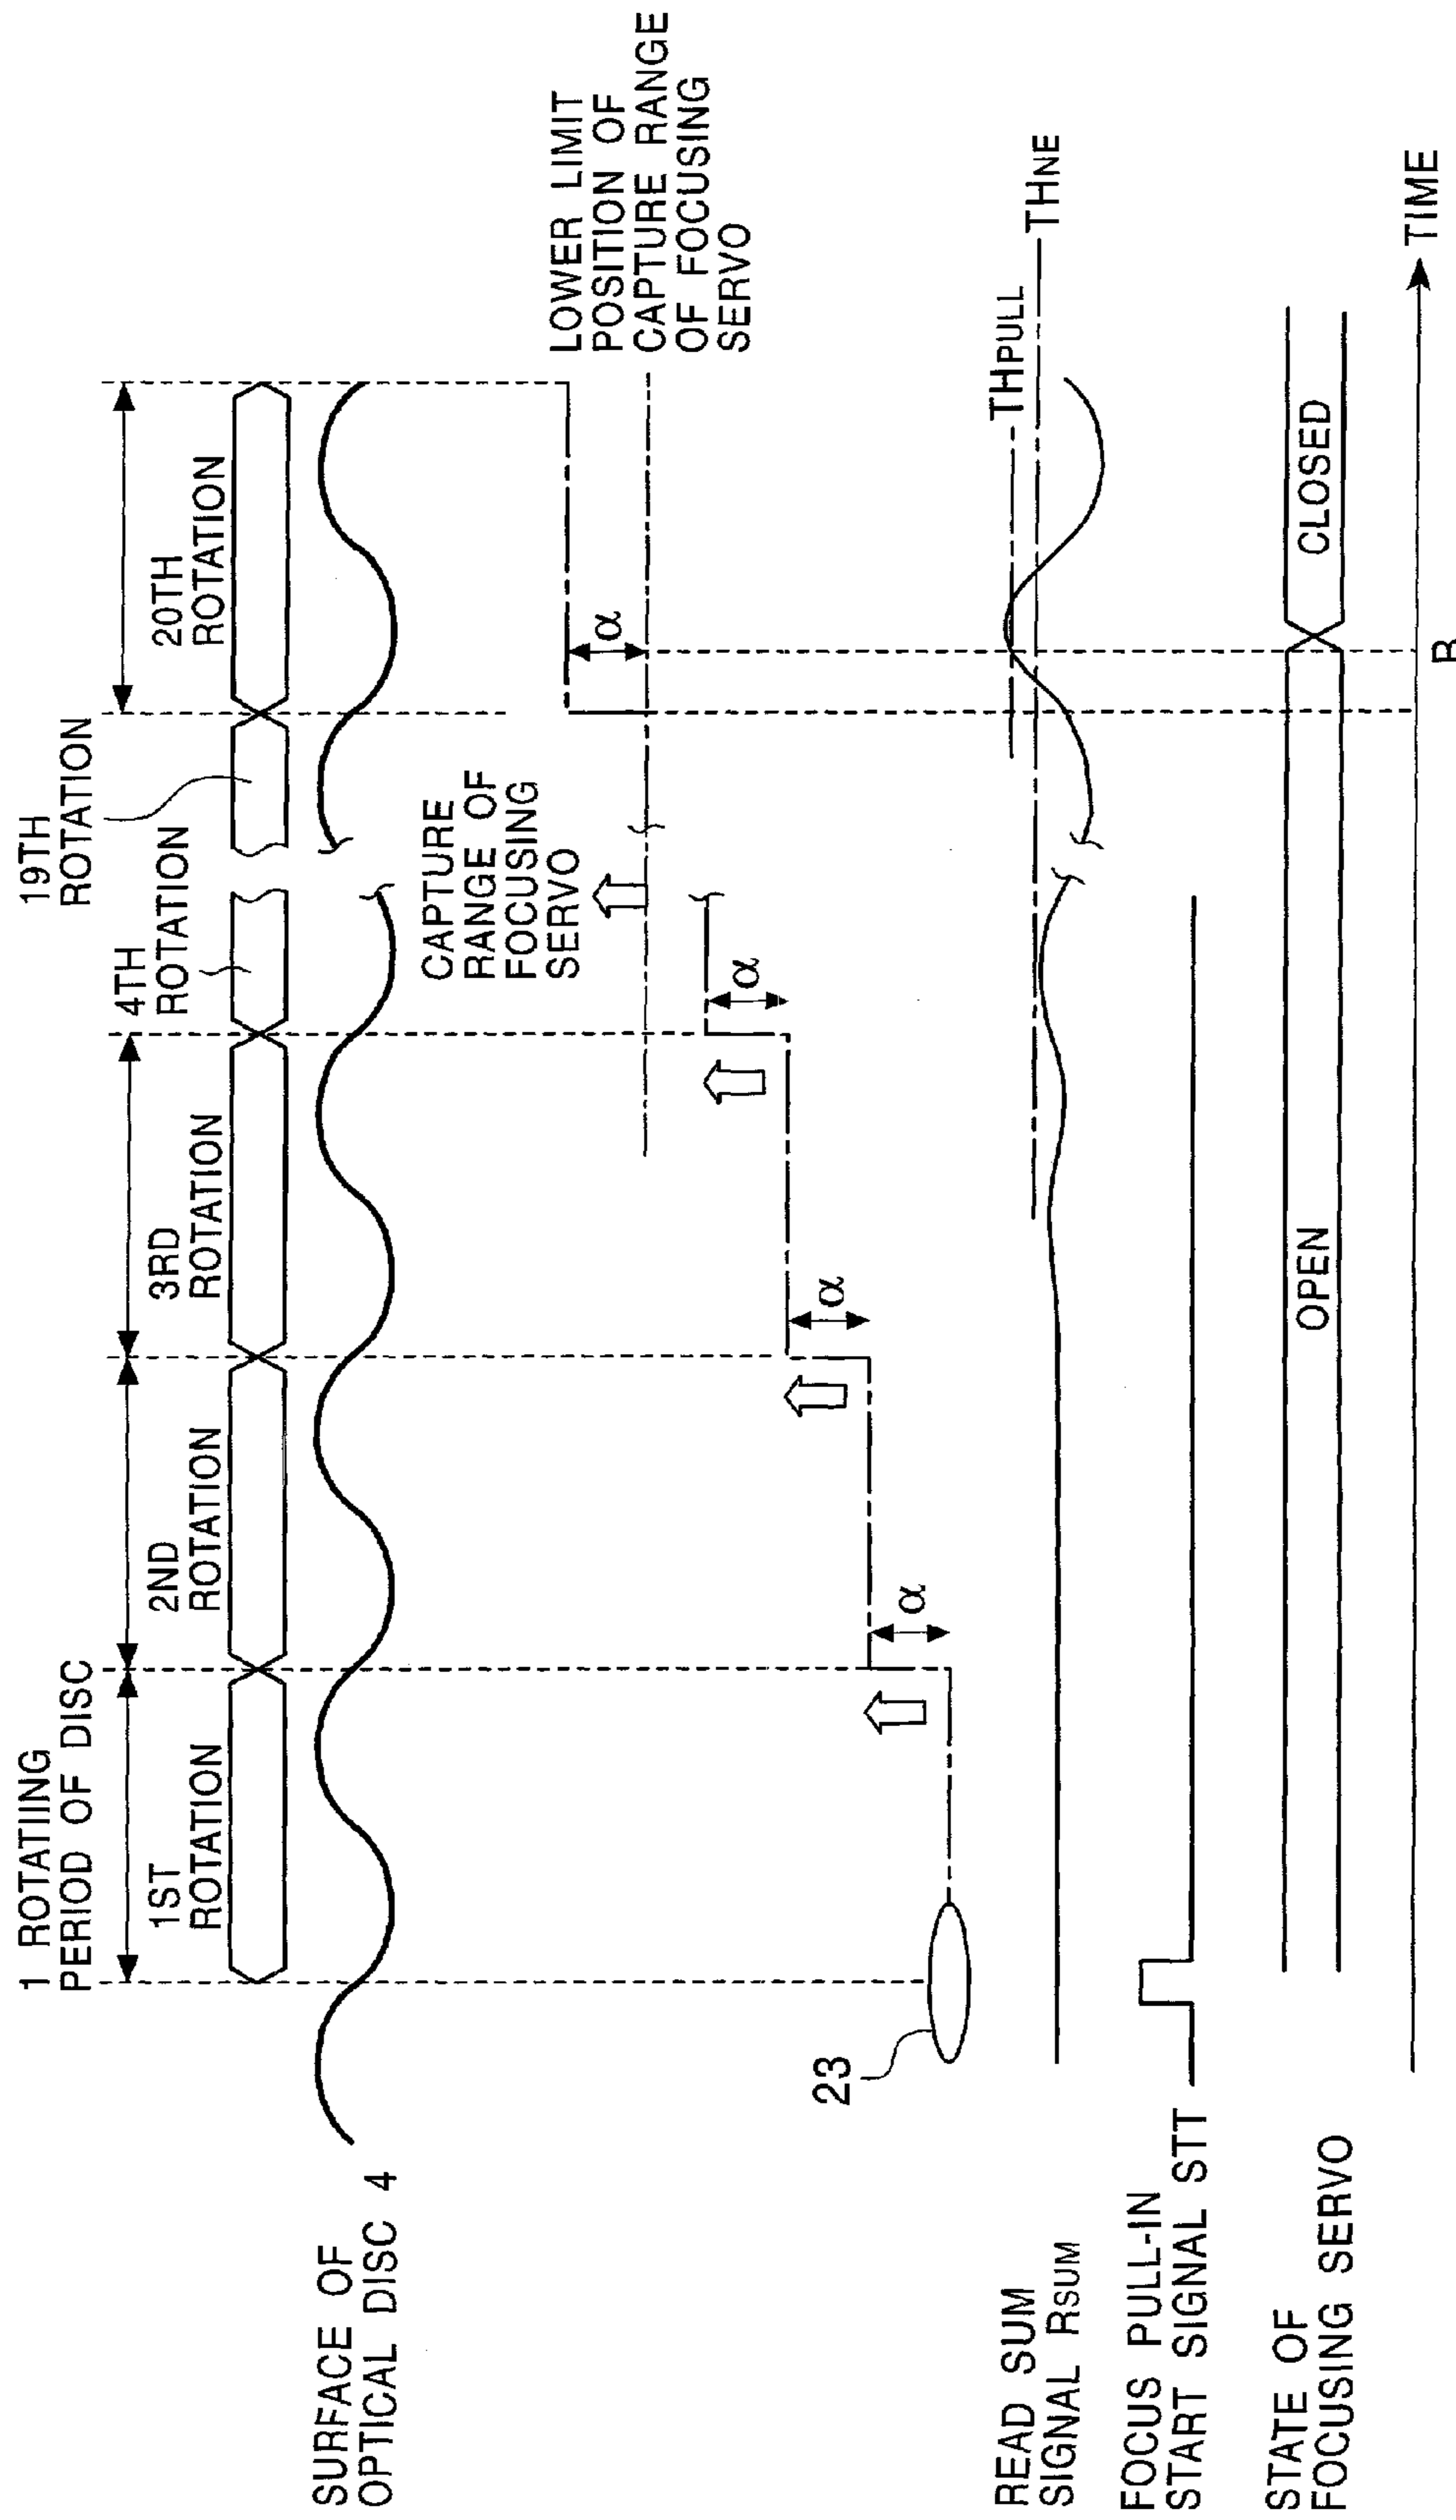 1 ROTATIING
PERIOD OF DISC
19TH
ROTATION
1ST
ROTATION
2ND
ROTATION
3RD
ROTATION
4TH
ROTATION
20TH
ROTATION
SURFACE OF
OPTICAL DISC 4
CAPTURE
RANGE OF
FOCUSING
SERVO
LOWER LIMIT
POSITION OF
CAPTURE RANGE
OF FOCUSING
SERVO
23
α
α
α
α
THPULL
THNE
READ SUM
SIGNAL RSUM
FOCUS PULL-IN
START SIGNAL STT
STATE OF
FOCUSING SERVO
OPEN
CLOSED
TIME